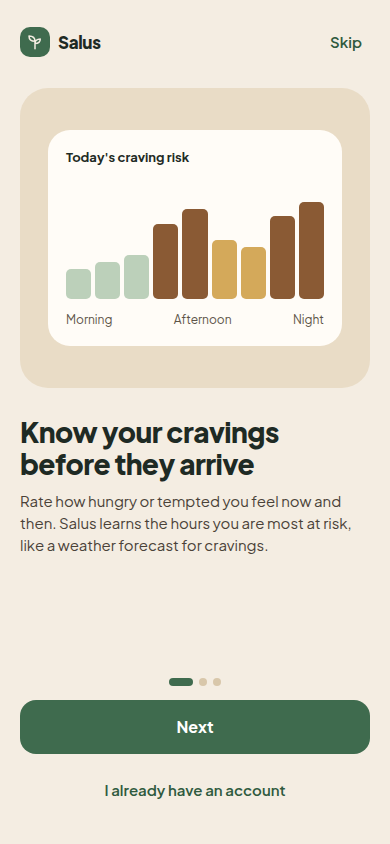 Salus
Skip
Today's craving risk
Morning
Afternoon
Night
Know your cravings
before they arrive
Rate how hungry or tempted you feel now and
then. Salus learns the hours you are most at risk,
like a weather forecast for cravings.
Next
I already have an account